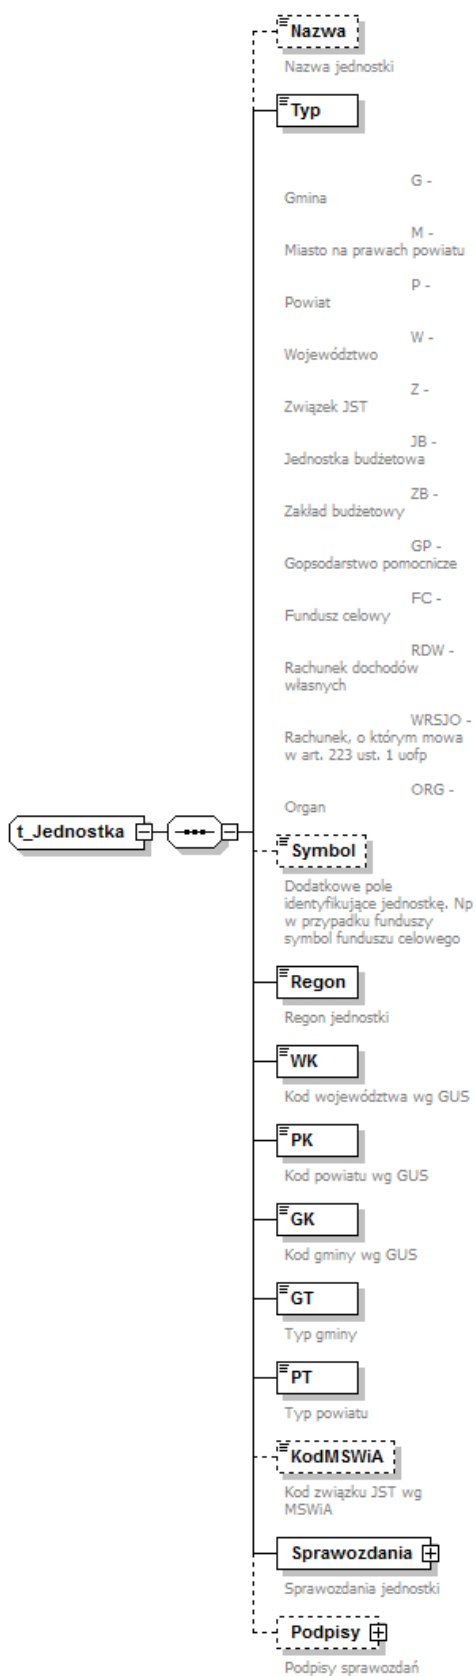 Nazwa
Nazwa jednostki
Typ
G -
Gmina
M -
Miasto na prawach powiatu
P -
Powiat
W -
Województwo
Z -
Związek JST
JB -
Jednostka budżetowa
ZB -
Zakład budżetowy
GP -
Gopsodarstwo pomocnicze
FC -
Fundusz celowy
RDW -
Rachunek dochodów
własnych
WRSJO -
Rachunek, o którym mowa
w art. 223 ust. 1 uofp
ORG -
Organ
t_Jednostka
Symbol
Dodatkowe pole
identyfikujące jednostkę. Np
w przypadku funduszy
symbol funduszu celowego
Regon
Regon jednostki
WK
Kod województwa wg GUS
PK
Kod powiatu wg GUS
GK
Kod gminy wg GUS
GT
Typ gminy
PT
Typ powiatu
KodMSWiA
Kod związku JST wg
MSWiA
Sprawozdania
Sprawozdania jednostki
Podpisy
Podpisy sprawozdań